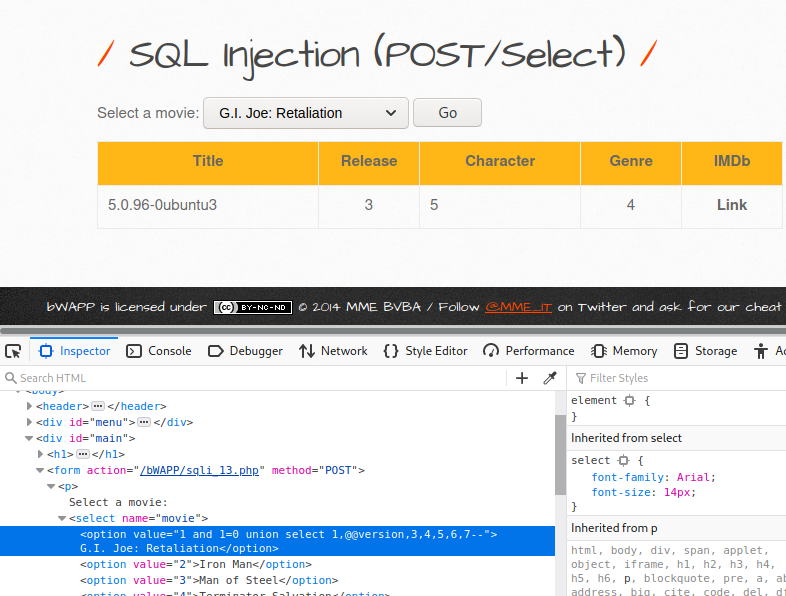 / SQL Injection (POST/Select) /
Select a movie: G.I. Joe: Retaliation Go
Title Release Character Genre IMDb
5.0.96-0ubuntu3 3 5 4 Link
bWAPP is licensed under (cc) BY-NC-ND © 2014 MME BVBA / Follow @MME_IT on Twitter and ask for our cheat
Inspector Console Debugger Network Style Editor Performance Memory Storage
Search HTML
<body>
<header> ... </header>
<div id="menu"> ... </div>
<div id="main">
<h1> ... </h1>
<form action="/bWAPP/sqli_13.php" method="POST">
<p>
Select a movie:
<select name="movie">
<option value="1 and 1=0 union select 1,@@version,3,4,5,6,7--">
G.I. Joe: Retaliation</option>
<option value="2">Iron Man</option>
<option value="3">Man of Steel</option>
<option value="4">Terminator Salvation</option>
Filter Styles
element {
}
Inherited from select
select {
font-family: Arial;
font-size: 14px;
}
Inherited from p
html, body, div, span, applet,
object, iframe, h1, h2, h3, h4,
h5, h6, p, blockquote, pre, a,
address, big, cite, code, del,